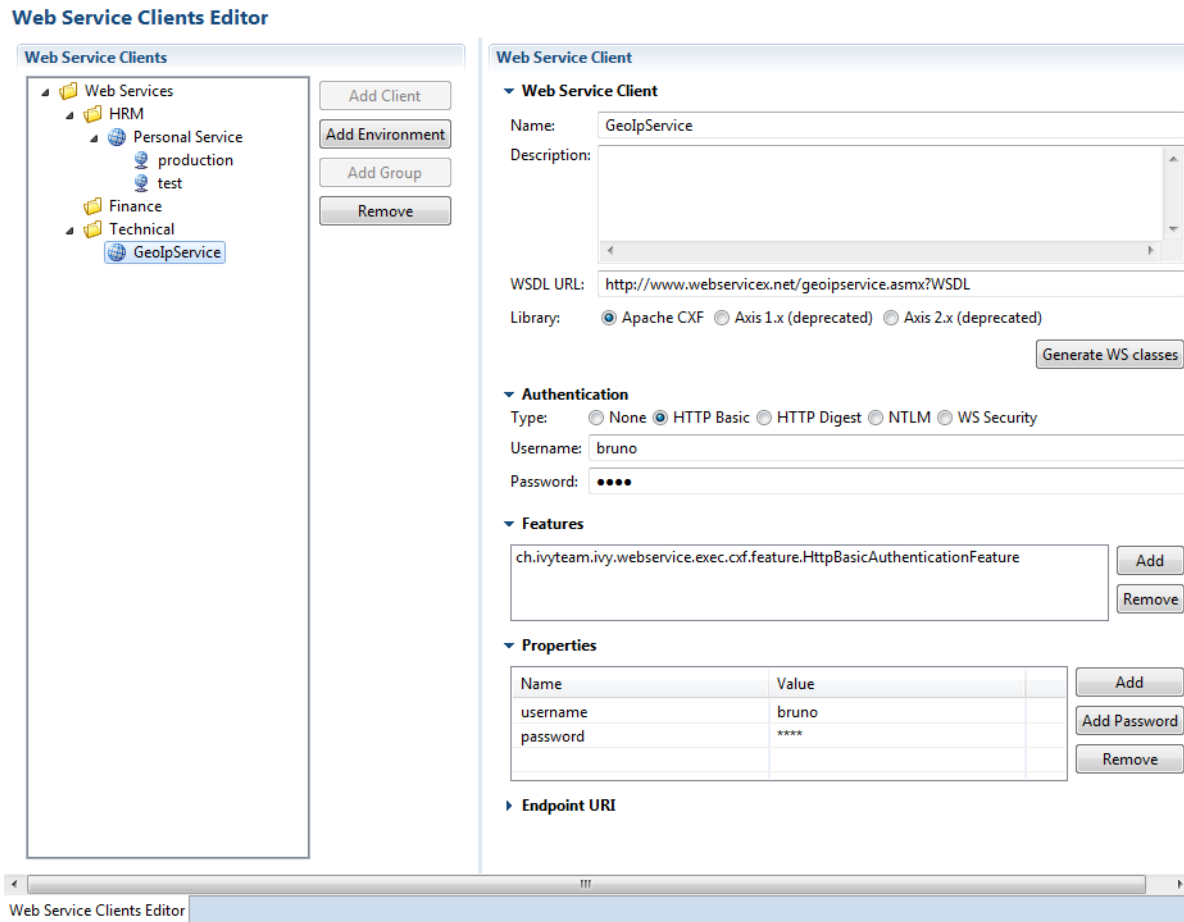 Web Service Clients Editor
Web Service Clients
Web Services
HRM
Personal Service
production
test
Finance
Technical
GeoIpService
Add Client
Add Environment
Add Group
Remove
Web Service Client
Web Service Client
Name: GeoIpService
Description:
WSDL URL: http://www.webservicex.net/geoipservice.asmx?WSDL
Library: Apache CXF Axis 1.x (deprecated) Axis 2.x (deprecated)
Generate WS classes
Authentication
Type: None HTTP Basic HTTP Digest NTLM WS Security
Username: bruno
Password: ●●●●
Features
ch.ivyteam.ivy.webservice.exec.cxf.feature.HttpBasicAuthenticationFeature
Add
Remove
Properties
Name Value
username bruno
password ****
Add
Add Password
Remove
Endpoint URI
Web Service Clients Editor